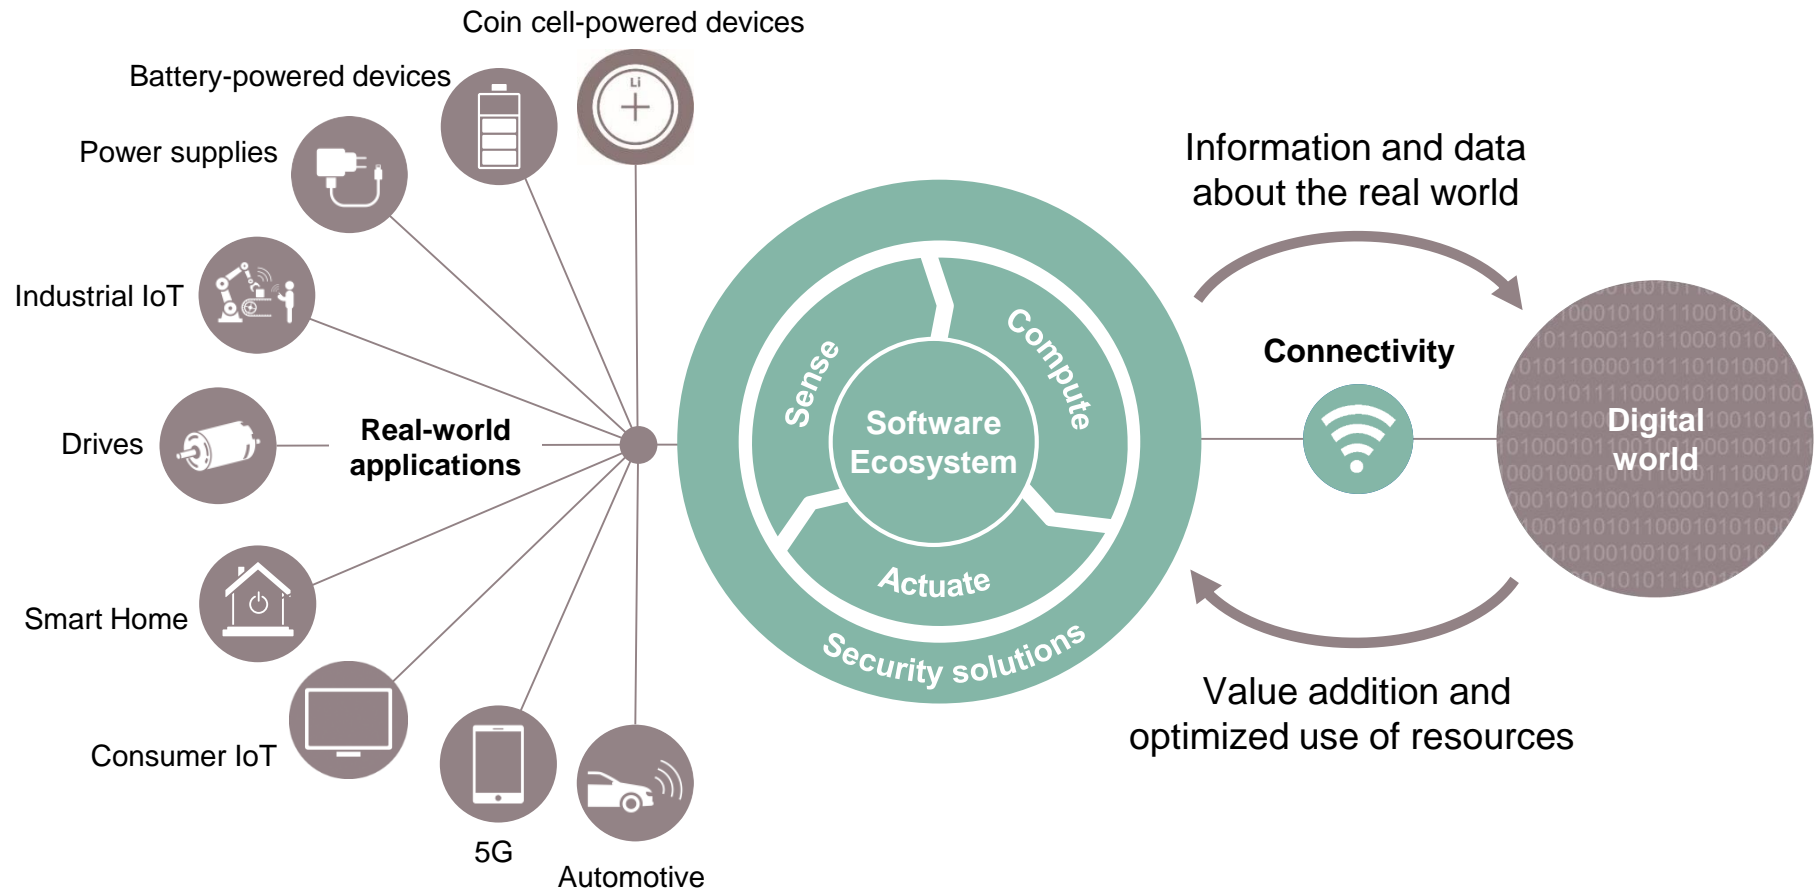 Coin cell-powered devices
Battery-powered devices
Li
Power supplies
Industrial IoT
Drives
Real-world
applications
Smart Home
Consumer IoT
5G
Automotive
Sense
Compute
Actuate
Software
Ecosystem
Security solutions
Information and data
about the real world
Connectivity
Digital
world
Value addition and
optimized use of resources